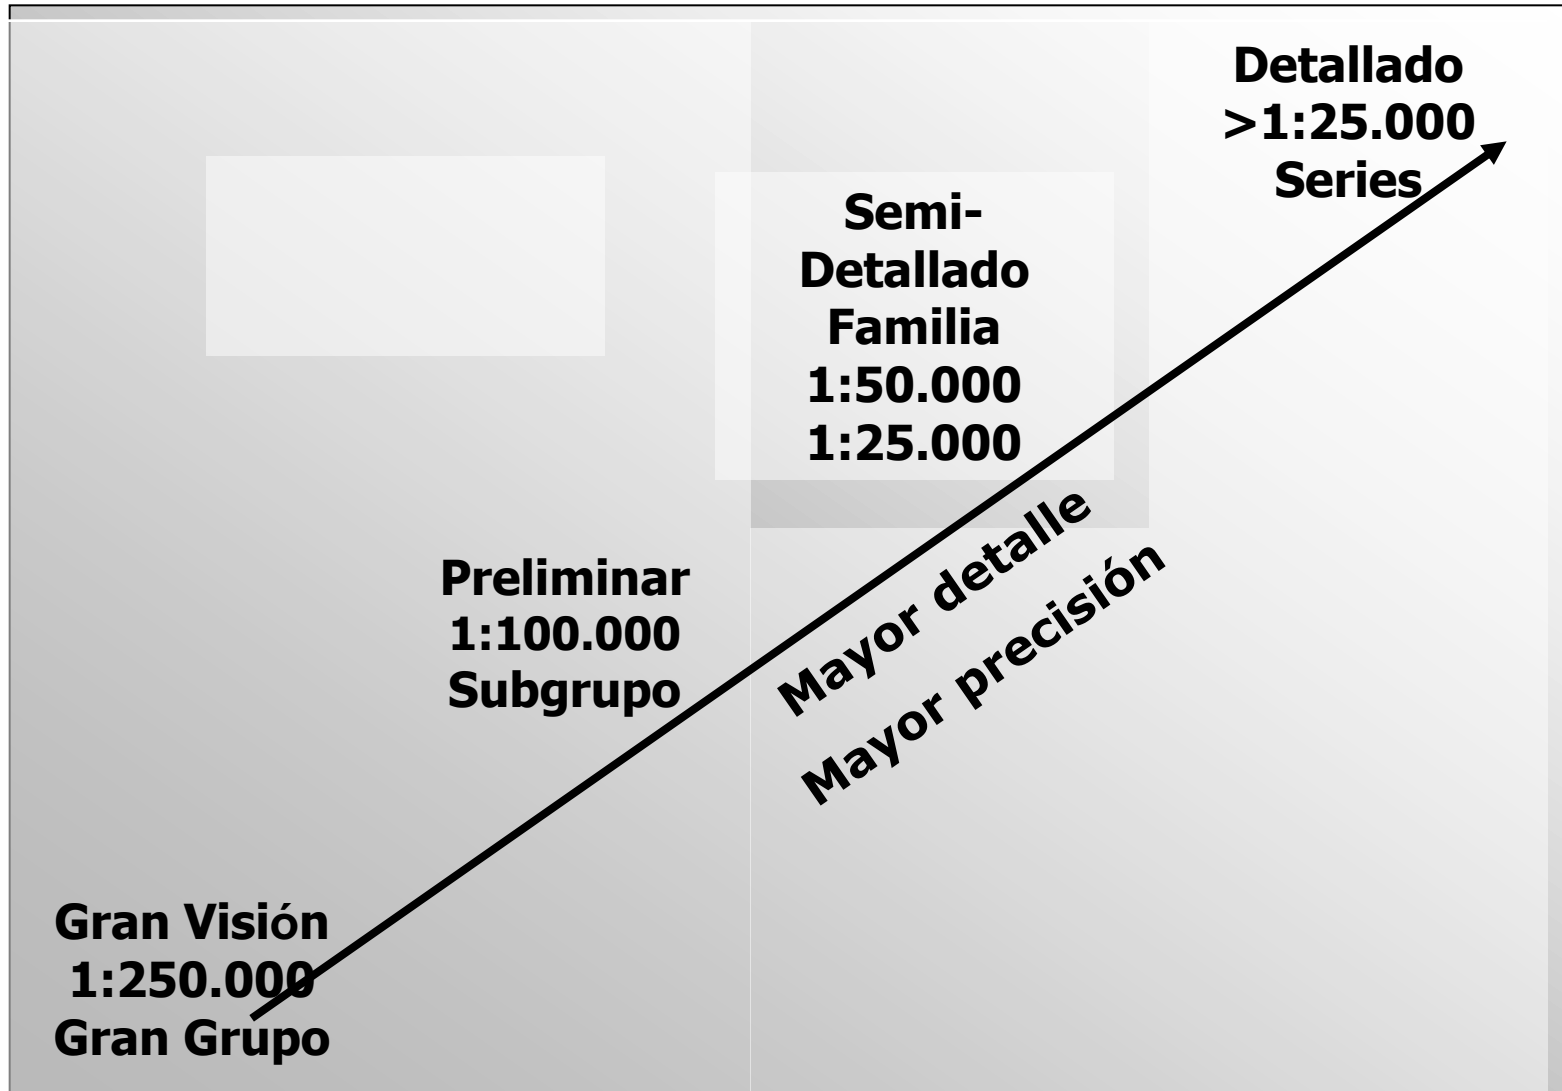 Detallado
>1:25.000
Series
Semi-
Detallado
Familia
1:50.000
1:25.000
Mayor detalle
Mayor precisión
Preliminar
1:100.000
Subgrupo
Gran Visión
1:250.000
Gran Grupo